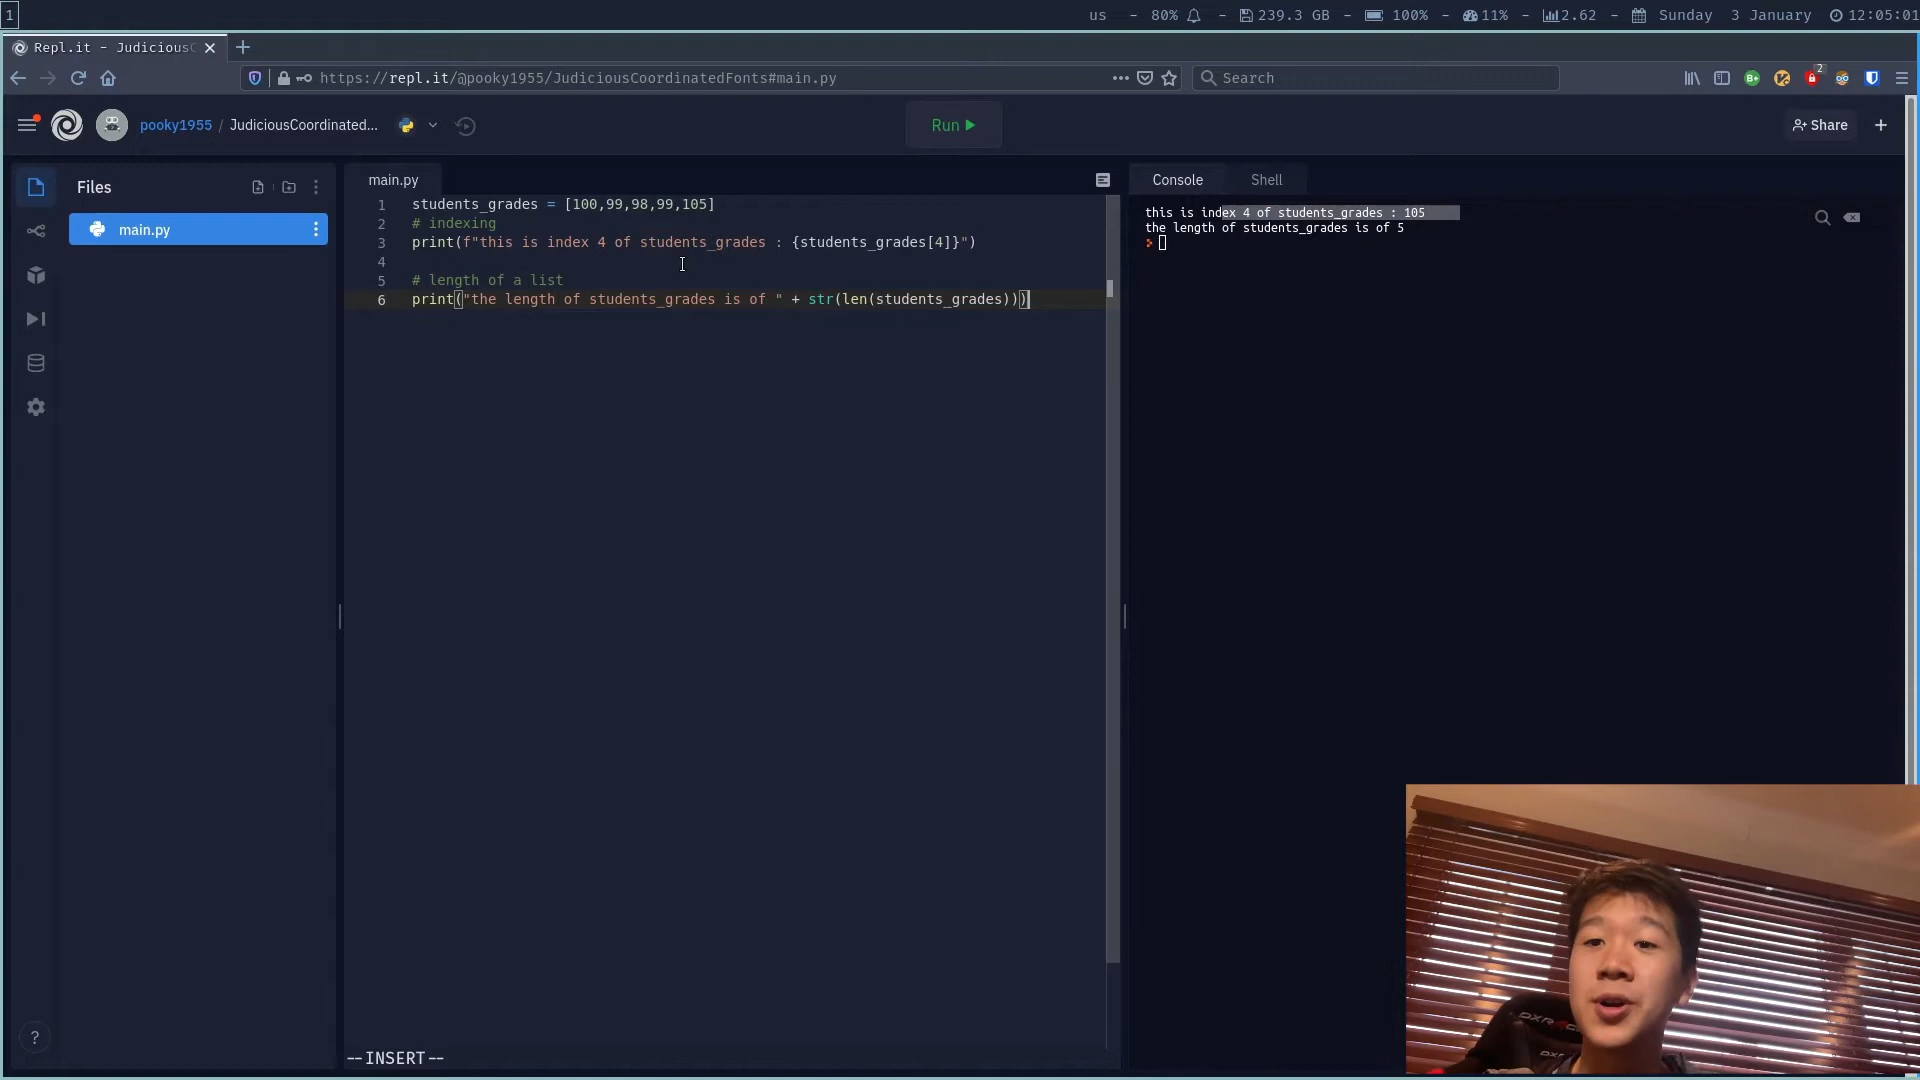 1
us - 80% - 239.3 GB - 100% - 11% - 2.62 - Sunday 3 January 12:05:01
Repl.it - JudiciousC
https://repl.it/@pooky1955/JudiciousCoordinatedFonts#main.py
Search
2
pooky1955 / JudiciousCoordinated...
Run
Share
Files
main.py
main.py
1 students_grades = [100,99,98,99,105]
2 # indexing
3 print(f"this is index 4 of students_grades : {students_grades[4]}")
4
5 # length of a list
6 print("the length of students_grades is of " + str(len(students_grades)))
--INSERT--
Console
Shell
this is index 4 of students_grades : 105
the length of students_grades is of 5
?